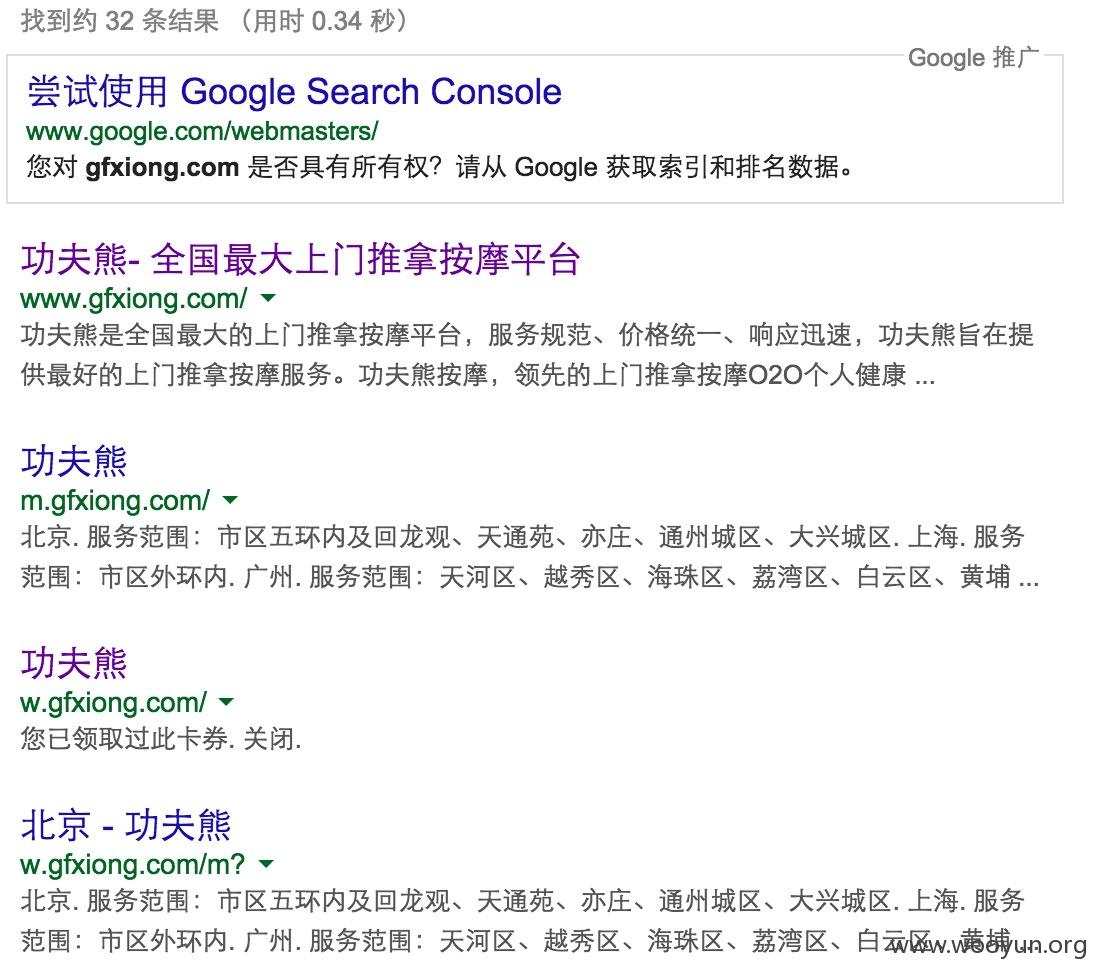 找到约 32 条结果 （用时 0.34 秒）
Google 推广
尝试使用 Google Search Console
www.google.com/webmasters/
您对 gfxiong.com 是否具有所有权？请从 Google 获取索引和排名数据。
功夫熊- 全国最大上门推拿按摩平台
www.gfxiong.com/
功夫熊是全国最大的上门推拿按摩平台，服务规范、价格统一、响应迅速，功夫熊旨在提
供最好的上门推拿按摩服务。功夫熊按摩，领先的上门推拿按摩O2O个人健康 ...
功夫熊
m.gfxiong.com/
北京. 服务范围：市区五环内及回龙观、天通苑、亦庄、通州城区、大兴城区. 上海. 服务
范围：市区外环内. 广州. 服务范围：天河区、越秀区、海珠区、荔湾区、白云区、黄埔 ...
功夫熊
w.gfxiong.com/
您已领取过此卡券. 关闭.
北京 - 功夫熊
w.gfxiong.com/m?
北京. 服务范围：市区五环内及回龙观、天通苑、亦庄、通州城区、大兴城区. 上海. 服务
范围：市区外环内. 广州. 服务范围：天河区、越秀区、海珠区、荔湾区、白云区、黄埔 ...
www.wooyun.org